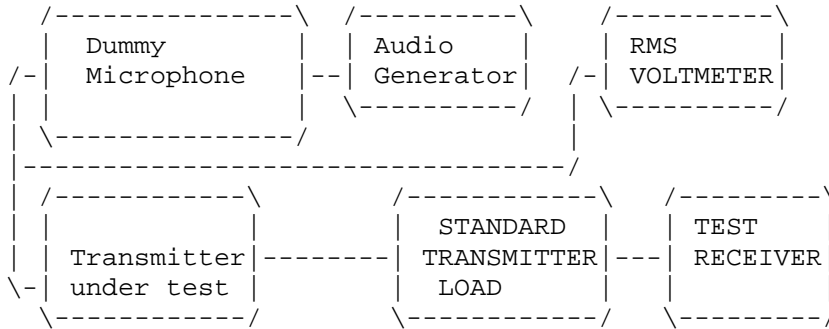 Dummy Microphone
Audio Generator
RMS VOLTMETER
Transmitter under test
STANDARD TRANSMITTER LOAD
TEST RECEIVER